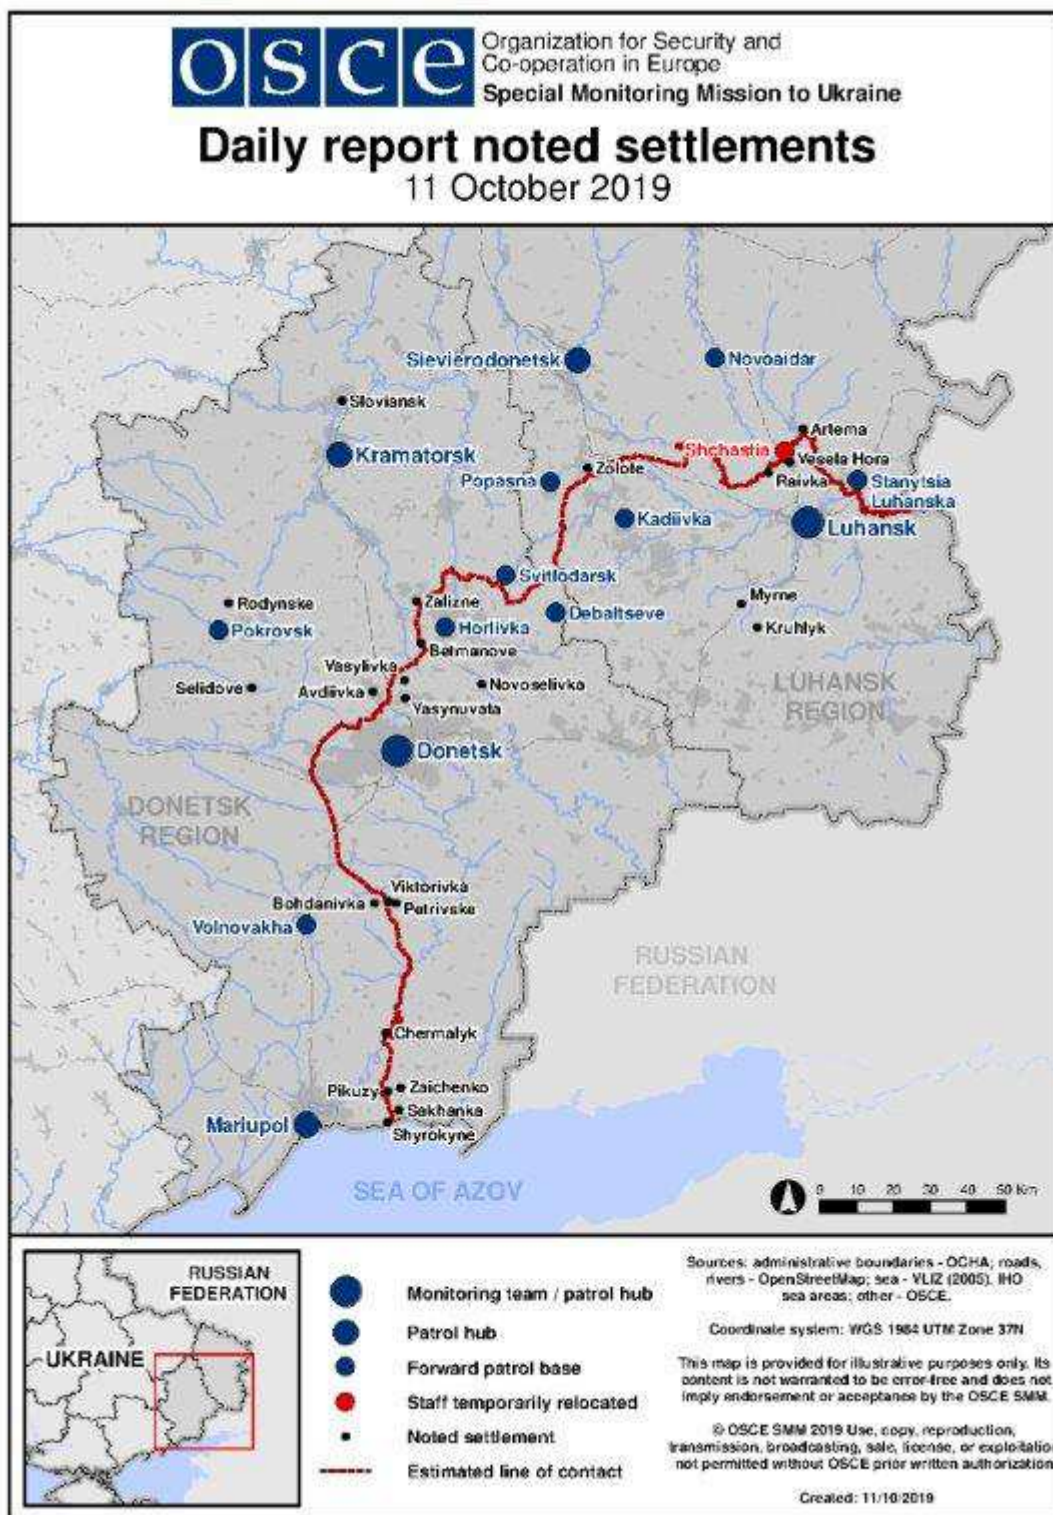 OSCE
Organization for Security and
Co-operation in Europe
Special Monitoring Mission to Ukraine
Daily report noted settlements
11 October 2019
Sievierodonetsk
Novoaidar
Sloviansk
Artema
Shchastia
Kramatorsk
Vesela Hora
Zolote
Popasna
Raivka
Stanytsia
Luhanska
Kadiivka
Luhansk
Svitlodarsk
Zalizne
Rodynske
Myrne
Debaltseve
Pokrovsk
Horlivka
Kruhlyk
Betmanove
Vasylivka
Selidove
Avdiivka
Novoselivka
LUHANSK
REGION
Yasynuvata
Donetsk
DONETSK
REGION
Viktorivka
Bohdanivka
Petrivske
Volnovakha
RUSSIAN
FEDERATION
Chermalyk
Pikuzy
Zaichenko
Sakhanka
Mariupol
Shyrokyne
SEA OF AZOV
0 10 20 30 40 50 Km
RUSSIAN
FEDERATION
UKRAINE
Monitoring team / patrol hub
Patrol hub
Forward patrol base
Staff temporarily relocated
Noted settlement
Estimated line of contact
Sources: administrative boundaries - OCHA; roads,
rivers - OpenStreetMap; sea - VLIZ (2005). IHO
sea areas; other - OSCE.
Coordinate system: WGS 1984 UTM Zone 37N
This map is provided for illustrative purposes only. Its
content is not warranted to be error-free and does not
imply endorsement or acceptance by the OSCE SMM.
© OSCE SMM 2019 Use, copy, reproduction,
transmission, broadcasting, sale, license, or exploitation
not permitted without OSCE prior written authorization
Created: 11/10/2019